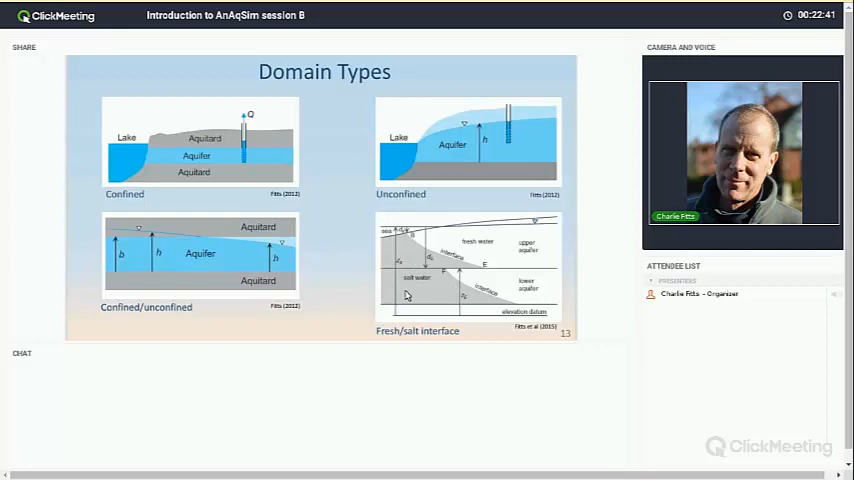 ClickMeeting
Introduction to AnAqSim session B
00:22:41
SHARE
CAMERA AND VOICE
Domain Types
Q
Lake
Aquitard
Aquifer
Aquitard
Confined
Fitts (2012)
Lake
Aquifer
h
Unconfined
Fitts (2012)
Aquitard
b
h
Aquifer
h
Aquitard
Confined/unconfined
Fitts (2012)
sea
fresh water
upper
aquifer
interface
E
F
salt water
interface
lower
aquifer
elevation datum
Fresh/salt interface
Fitts et al (2015)
13
Charlie Fitts
ATTENDEE LIST
PRESENTERS
Charlie Fitts - Organizer
CHAT
ClickMeeting